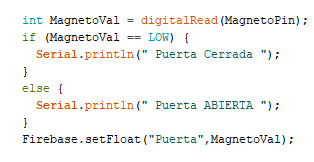 int MagnetoVal = digitalRead(MagnetoPin);
if (MagnetoVal == LOW) {
Serial.println(" Puerta Cerrada ");
}
else {
Serial.println(" Puerta ABIERTA ");
}
Firebase.setFloat("Puerta",MagnetoVal);